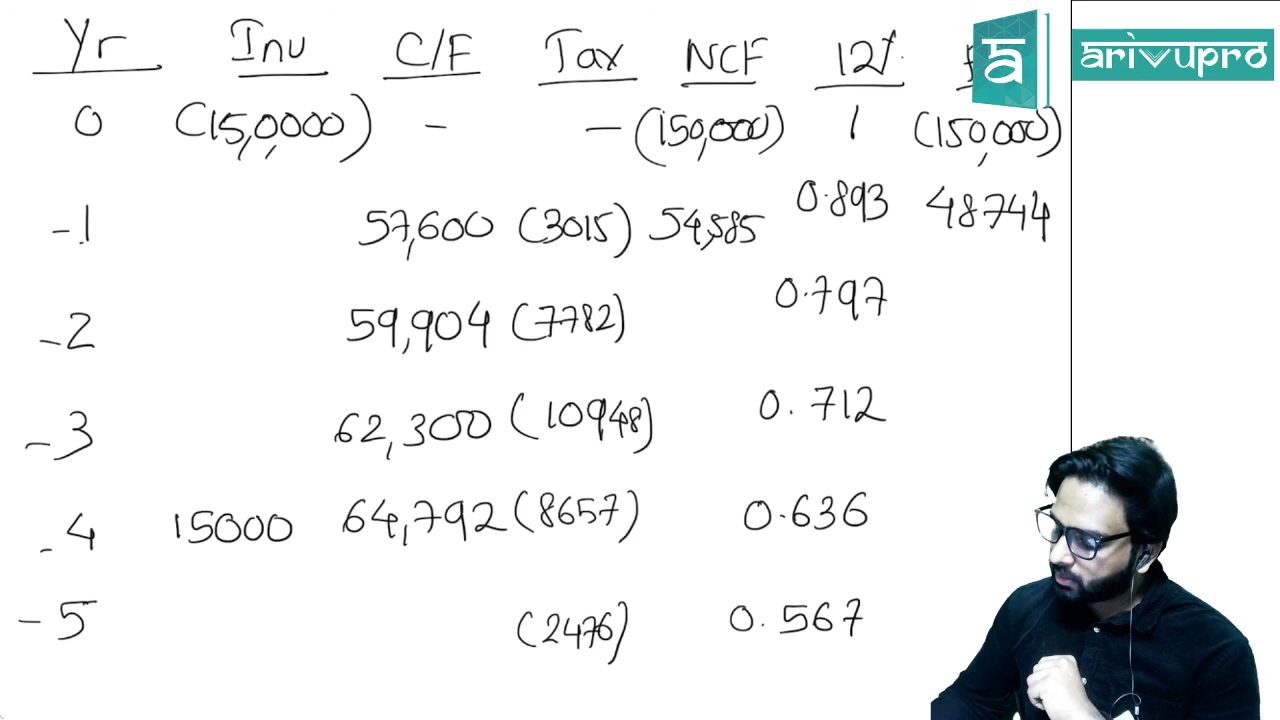 Yr Inv C/F Tax NCF 12%
0 (15,0,000) - - (150,000) 1 (150,000)
-1 57,600 (3015) 54,585 0.893 48744
-2 59,904 (7782) 0.797
-3 62,300 (10948) 0.712
-4 15000 64,792 (8657) 0.636
-5 (2476) 0.567
a
arivupro